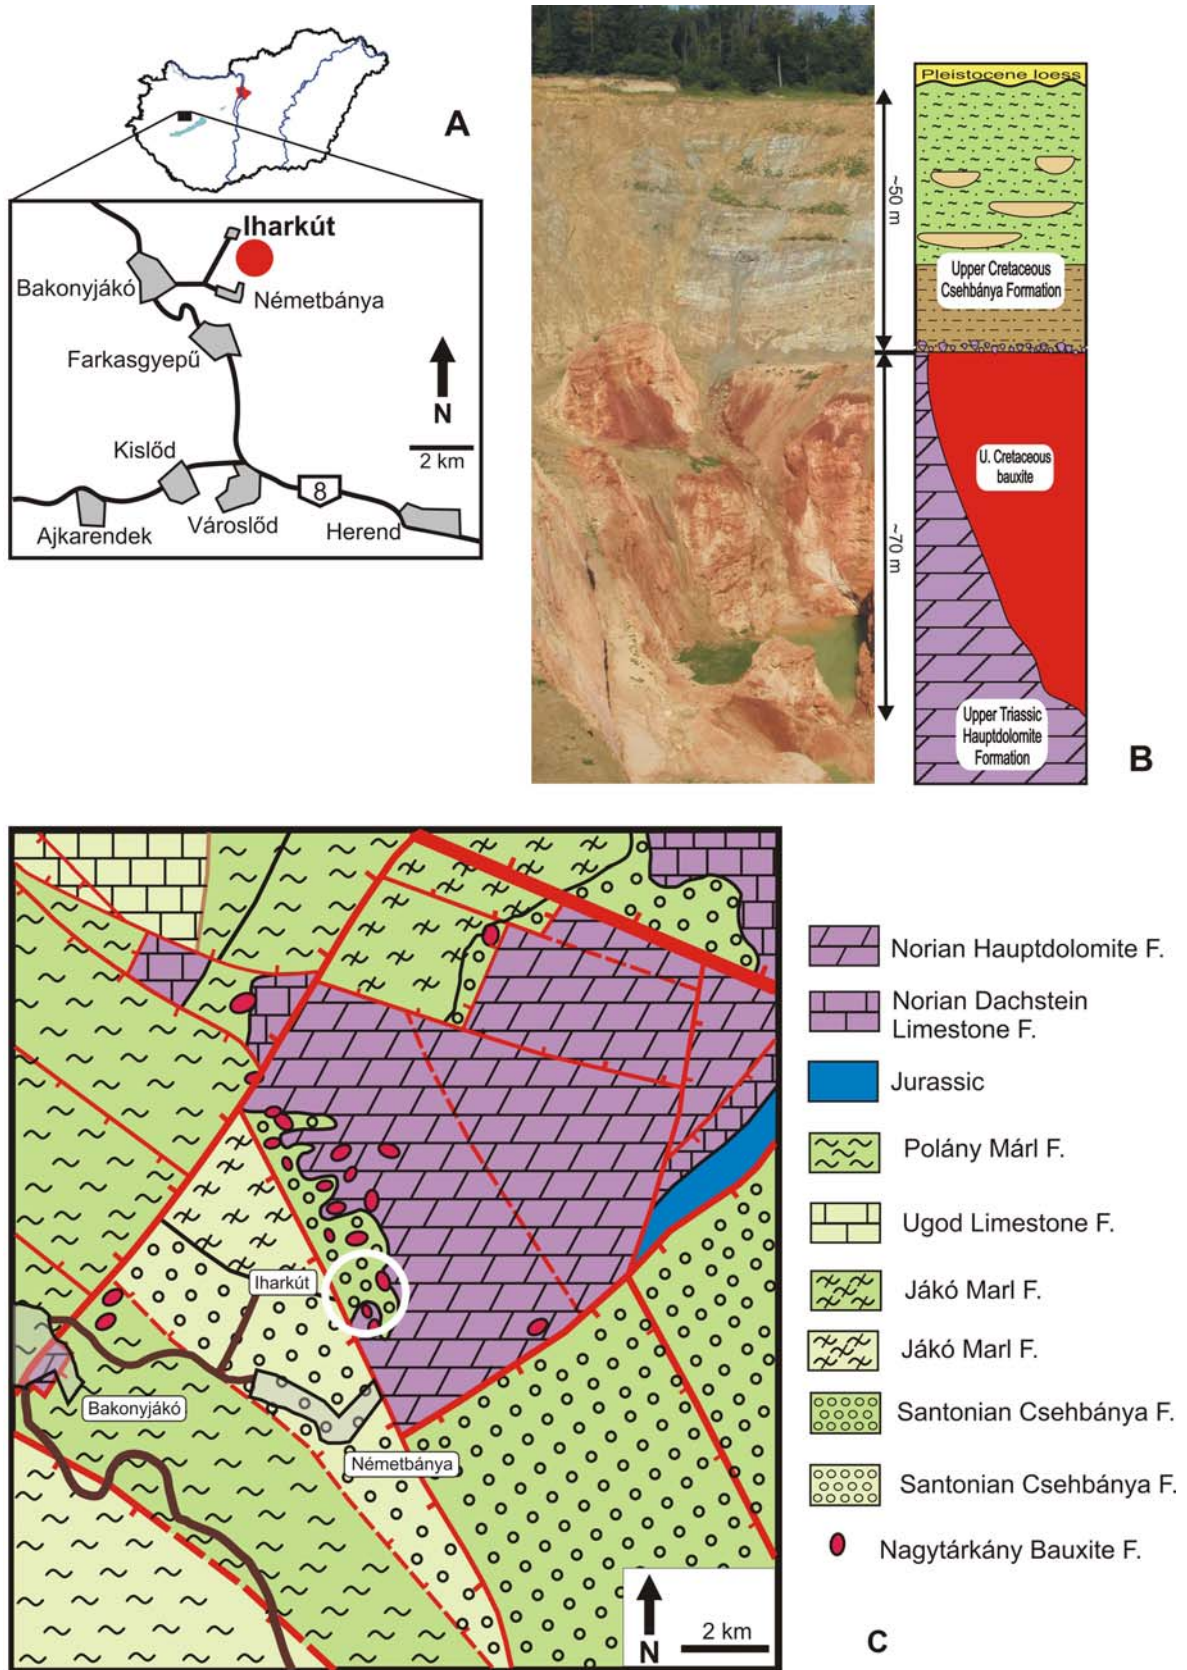 A
Iharkút
Bakonyjákó
Németbánya
Farkasgyepű
N
2 km
Kislőd
8
Ajkarendek
Városlőd
Herend
Pleistocene loess
~50 m
Upper Cretaceous
Csehbánya Formation
U. Cretaceous
bauxite
~70 m
Upper Triassic
Hauptdolomite
Formation
B
Iharkút
Bakonyjákó
Németbánya
N
2 km
C
Norian Hauptdolomite F.
Norian Dachstein
Limestone F.
Jurassic
Polány Márl F.
Ugod Limestone F.
Jákó Marl F.
Jákó Marl F.
Santonian Csehbánya F.
Santonian Csehbánya F.
Nagytárkány Bauxite F.